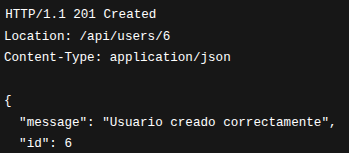 HTTP/1.1 201 Created
Location: /api/users/6
Content-Type: application/json

{
  "message": "Usuario creado correctamente",
  "id": 6